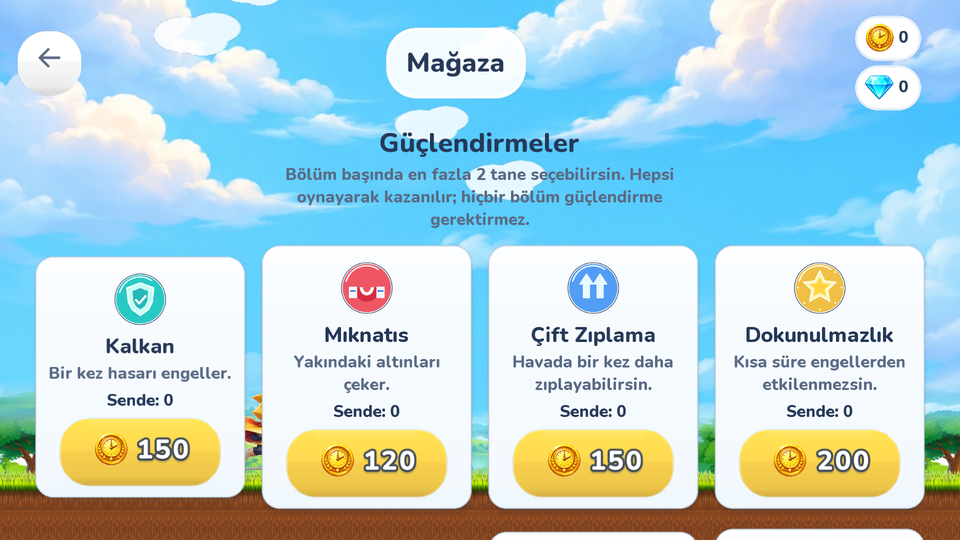 Mağaza
0
0
Güçlendirmeler
Bölüm başında en fazla 2 tane seçebilirsin. Hepsi
oynayarak kazanılır; hiçbir bölüm güçlendirme
gerektirmez.
Kalkan
Bir kez hasarı engeller.
Sende: 0
150
Mıknatıs
Yakındaki altınları
çeker.
Sende: 0
120
Çift Zıplama
Havada bir kez daha
zıplayabilirsin.
Sende: 0
150
Dokunulmazlık
Kısa süre engellerden
etkilenmezsin.
Sende: 0
200